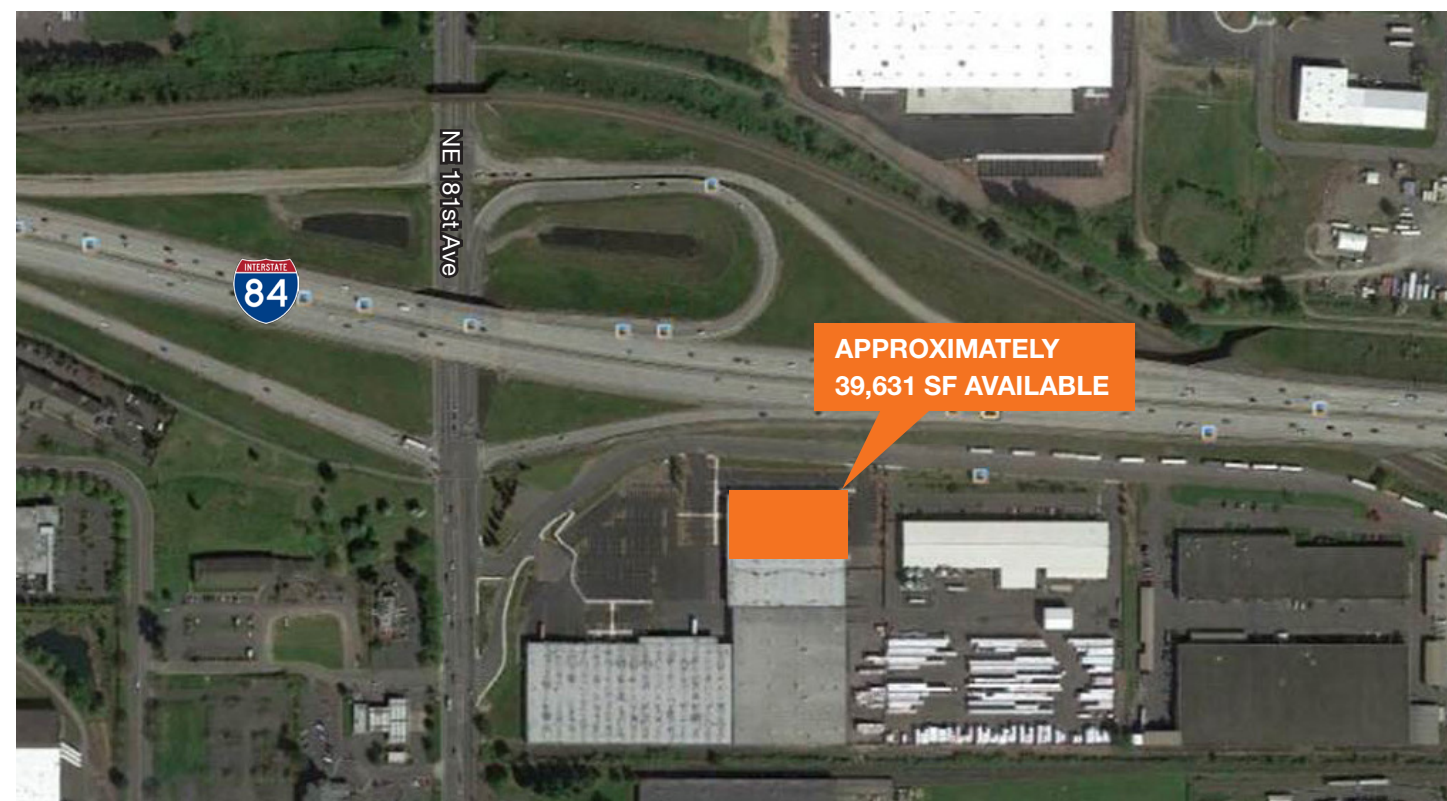 NE 181st Ave
INTERSTATE
84
APPROXIMATELY
39,631 SF AVAILABLE